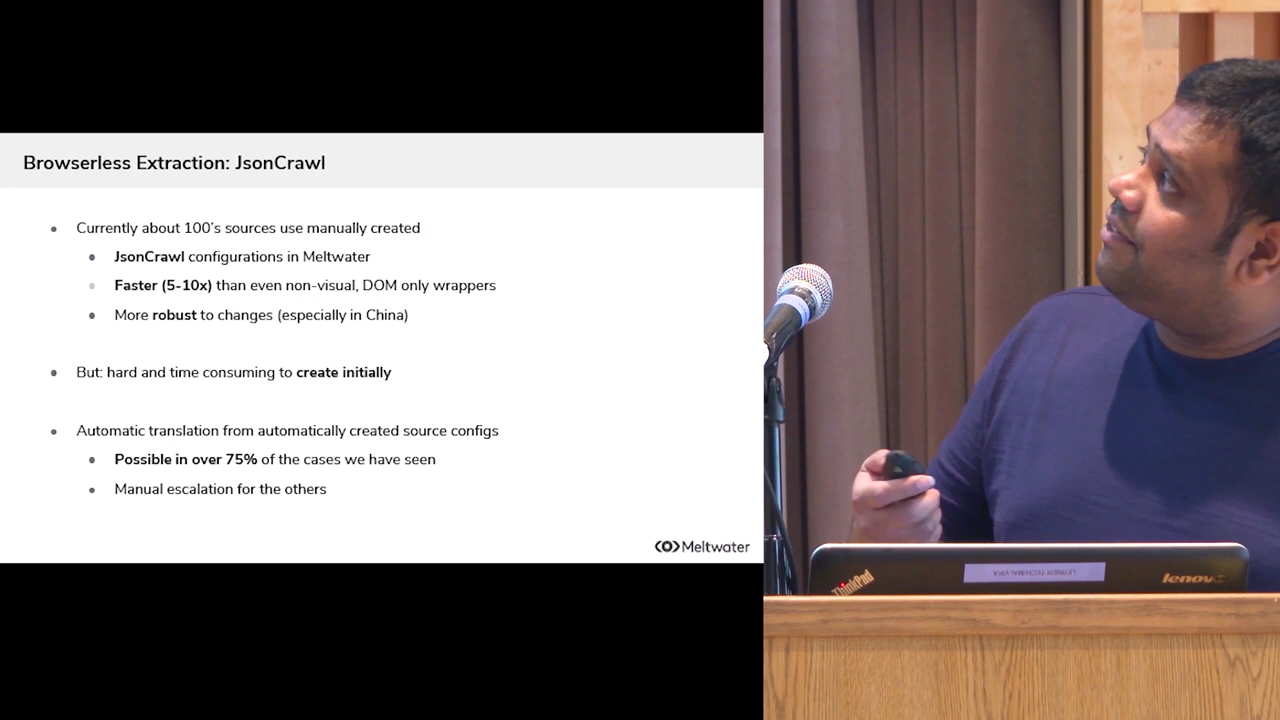 Browserless Extraction: JsonCrawl
Currently about 100's sources use manually created
JsonCrawl configurations in Meltwater
Faster (5-10x) than even non-visual, DOM only wrappers
More robust to changes (especially in China)
But: hard and time consuming to create initially
Automatic translation from automatically created source configs
Possible in over 75% of the cases we have seen
Manual escalation for the others
Meltwater
ThinkPad
lenovo